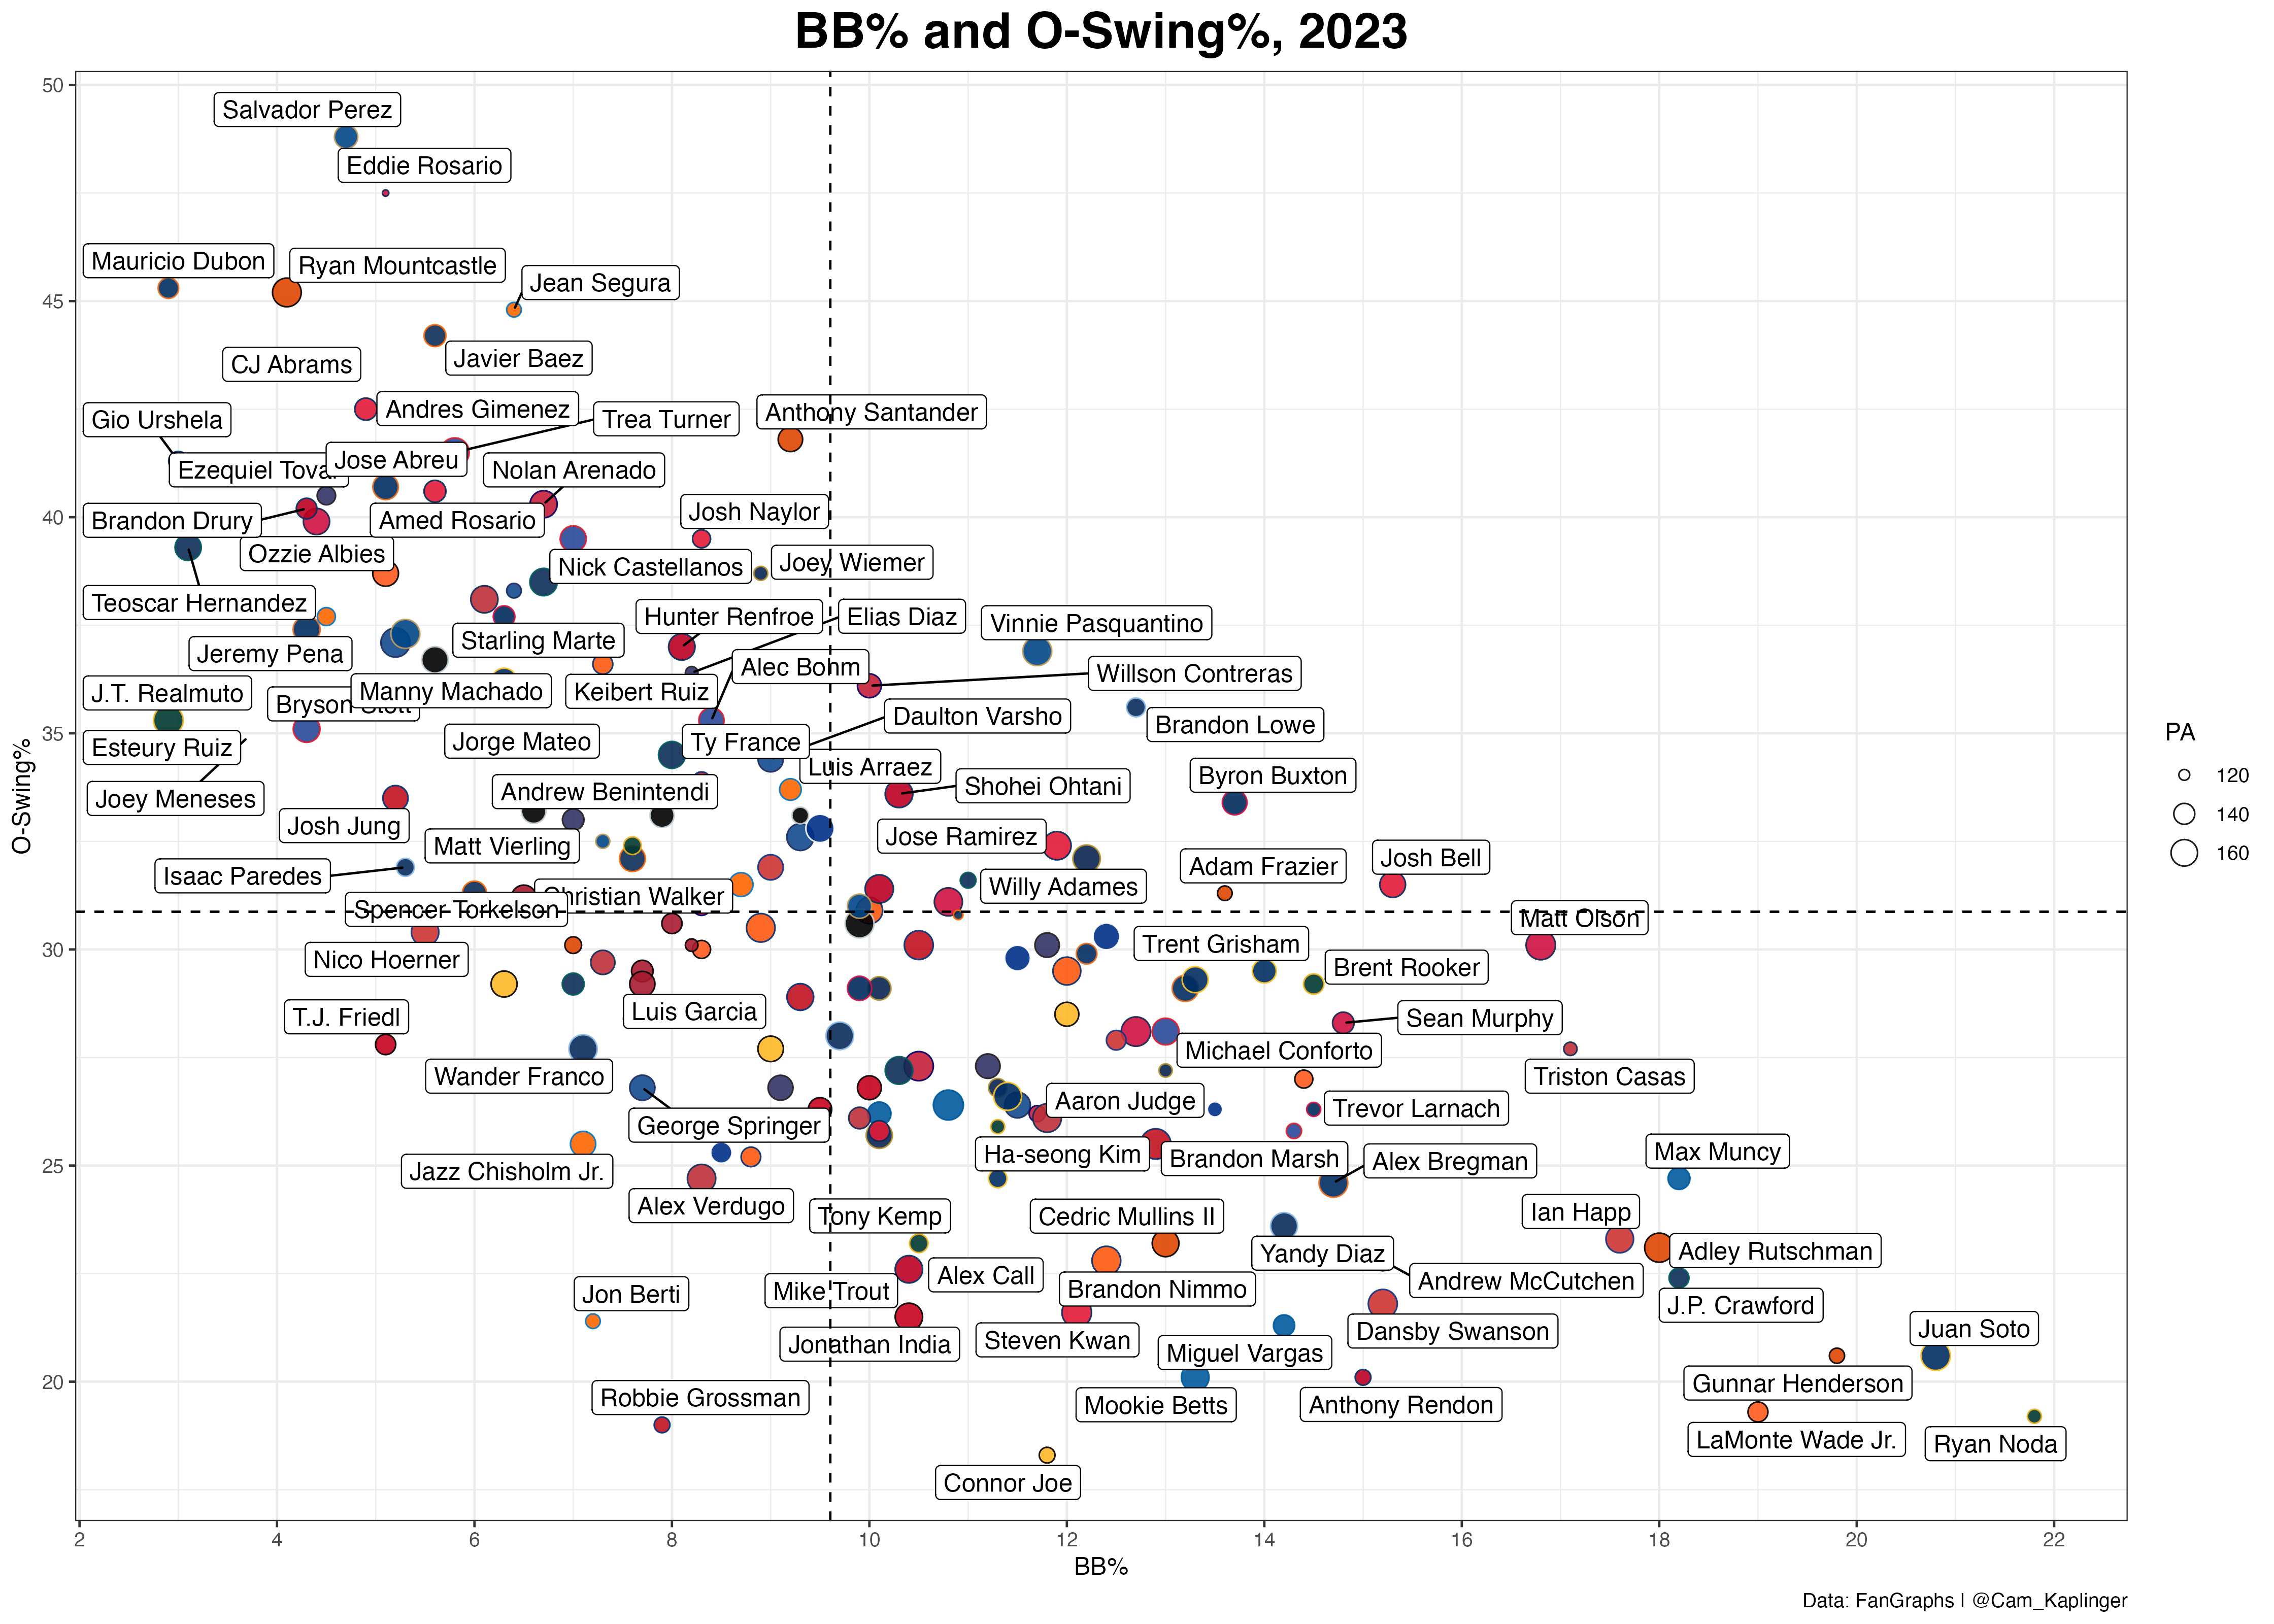 BB% and O-Swing%, 2023
50
Salvador Perez
Eddie Rosario
Mauricio Dubon
Ryan Mountcastle
Jean Segura
45
Javier Baez
CJ Abrams
Andres Gimenez
Gio Urshela
Trea Turner
Anthony Santander
Jose Abreu
Ezequiel Tovar
Nolan Arenado
Josh Naylor
Brandon Drury
Amed Rosario
40
Ozzie Albies
Nick Castellanos
Joey Wiemer
Teoscar Hernandez
Hunter Renfroe
Elias Diaz
Vinnie Pasquantino
Starling Marte
Jeremy Pena
Alec Bohm
Willson Contreras
J.T. Realmuto
Manny Machado
Keibert Ruiz
Bryson Stott
Daulton Varsho
Brandon Lowe
35
Esteury Ruiz
Jorge Mateo
Ty France
Luis Arraez
Byron Buxton
Joey Meneses
Andrew Benintendi
Shohei Ohtani
Josh Jung
Jose Ramirez
Matt Vierling
Josh Bell
Adam Frazier
Isaac Paredes
Willy Adames
Christian Walker
Spencer Torkelson
Matt Olson
30
Trent Grisham
Nico Hoerner
Brent Rooker
Luis Garcia
T.J. Friedl
Sean Murphy
Michael Conforto
Wander Franco
Triston Casas
Aaron Judge
Trevor Larnach
George Springer
Ha-seong Kim
Brandon Marsh
Alex Bregman
Max Muncy
25
Jazz Chisholm Jr.
Alex Verdugo
Tony Kemp
Cedric Mullins II
Ian Happ
Yandy Diaz
Adley Rutschman
Alex Call
Andrew McCutchen
Mike Trout
Brandon Nimmo
Jon Berti
J.P. Crawford
Juan Soto
Dansby Swanson
Jonathan India
Steven Kwan
Miguel Vargas
20
Gunnar Henderson
Robbie Grossman
Mookie Betts
Anthony Rendon
LaMonte Wade Jr.
Ryan Noda
Connor Joe
O-Swing%
2
4
6
8
10
12
14
16
18
20
22
BB%
PA
120
140
160
Data: FanGraphs | @Cam_Kaplinger